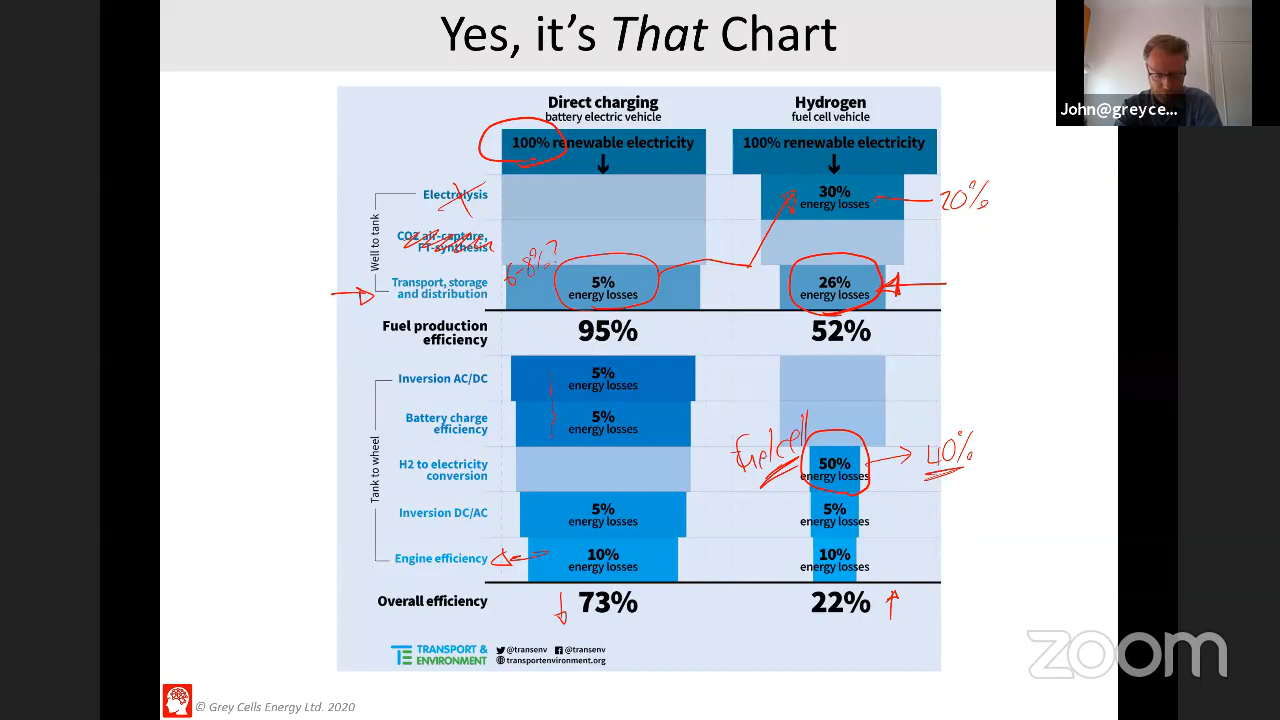 Yes, it's That Chart
John@greyce...
Direct charging
battery electric vehicle
Hydrogen
fuel cell vehicle
100% renewable electricity
100% renewable electricity
Well to tank
Electrolysis
30%
energy losses
20%
CO2 air-capture,
FT-synthesis
6-8%?
Transport, storage
and distribution
5%
energy losses
26%
energy losses
Fuel production
efficiency
95%
52%
Tank to wheel
Inversion AC/DC
5%
energy losses
Battery charge
efficiency
5%
energy losses
H2 to electricity
conversion
fuel cell
50%
energy losses
40%
Inversion DC/AC
5%
energy losses
5%
energy losses
Engine efficiency
10%
energy losses
10%
energy losses
Overall efficiency
73%
22%
TRANSPORT &
ENVIRONMENT
@transenv
@transenv
transportenvironment.org
zoom
© Grey Cells Energy Ltd. 2020